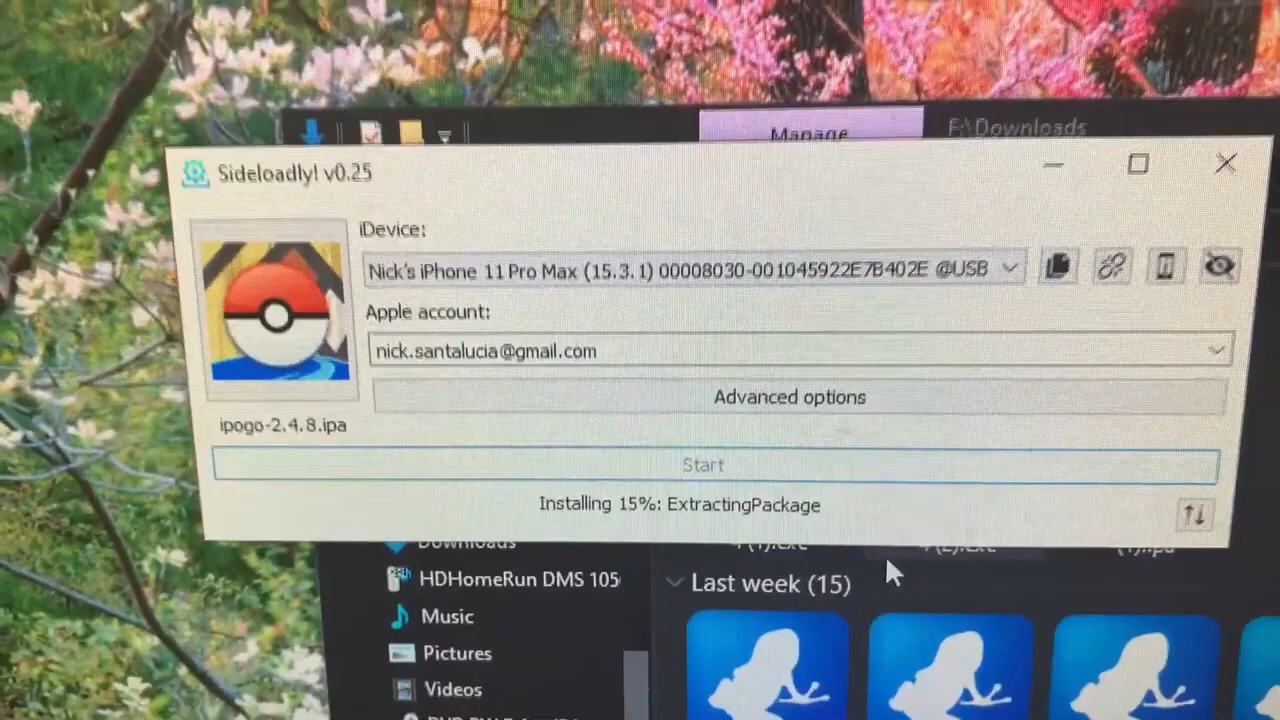 Manage
F:\Downloads
Sideloadly! v0.25
iDevice:
Nick's iPhone 11 Pro Max (15.3.1) 00008030-001045922E7B402E @USB
Apple account:
nick.santalucia@gmail.com
Advanced options
ipogo-2.4.8.ipa
Start
Installing 15%: ExtractingPackage
Downloads
HDHomeRun DMS 105
Last week (15)
Music
Pictures
Videos